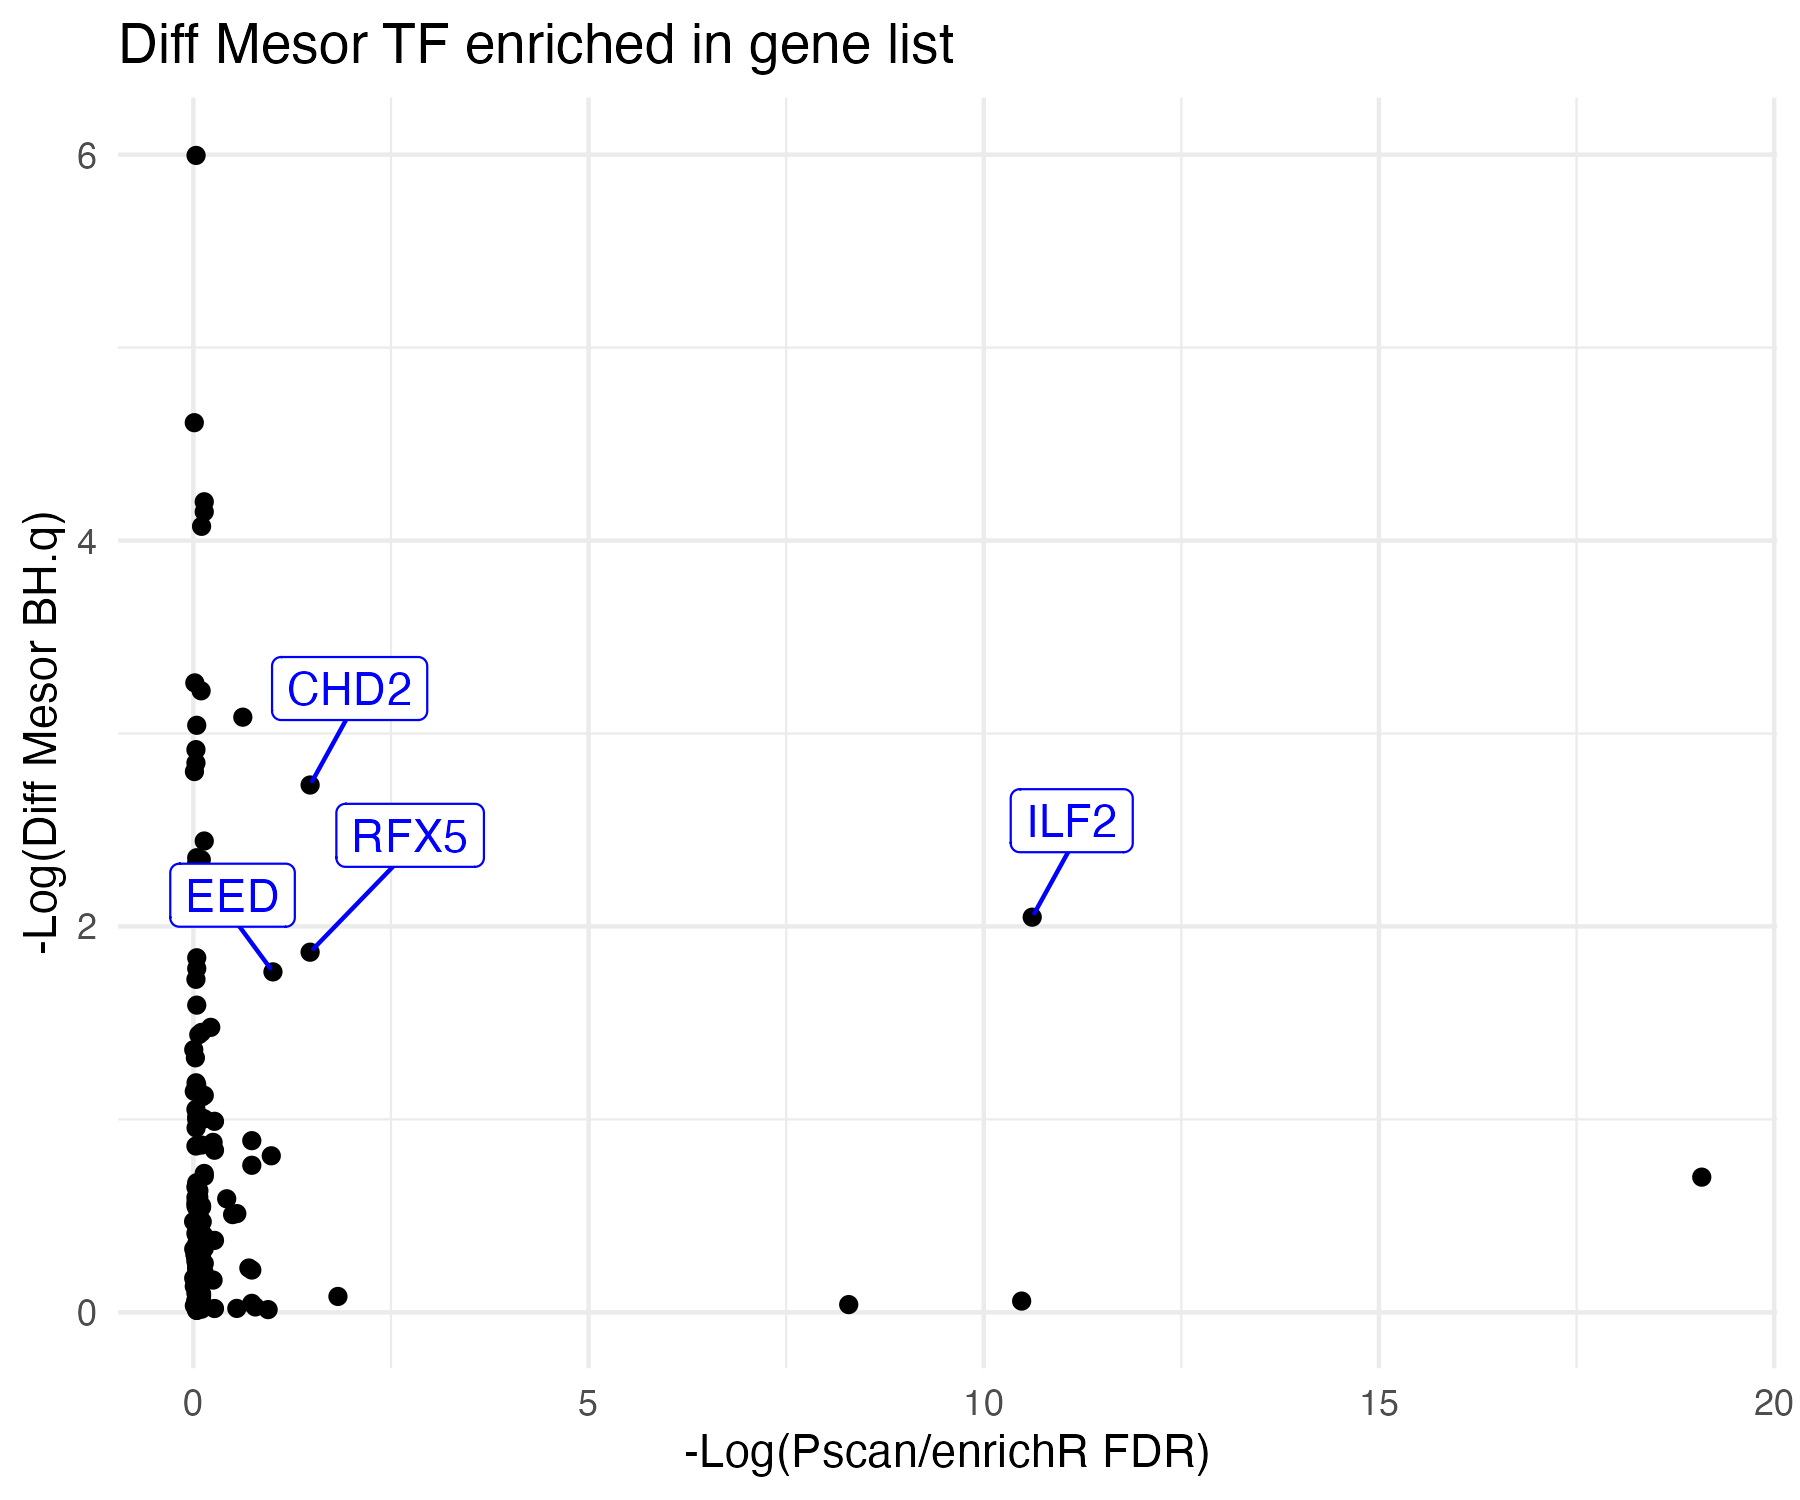 Diff Mesor TF enriched in gene list
-Log(Diff Mesor BH.q)
6
4
2
0
CHD2
RFX5
EED
ILF2
0
5
10
15
20
-Log(Pscan/enrichR FDR)